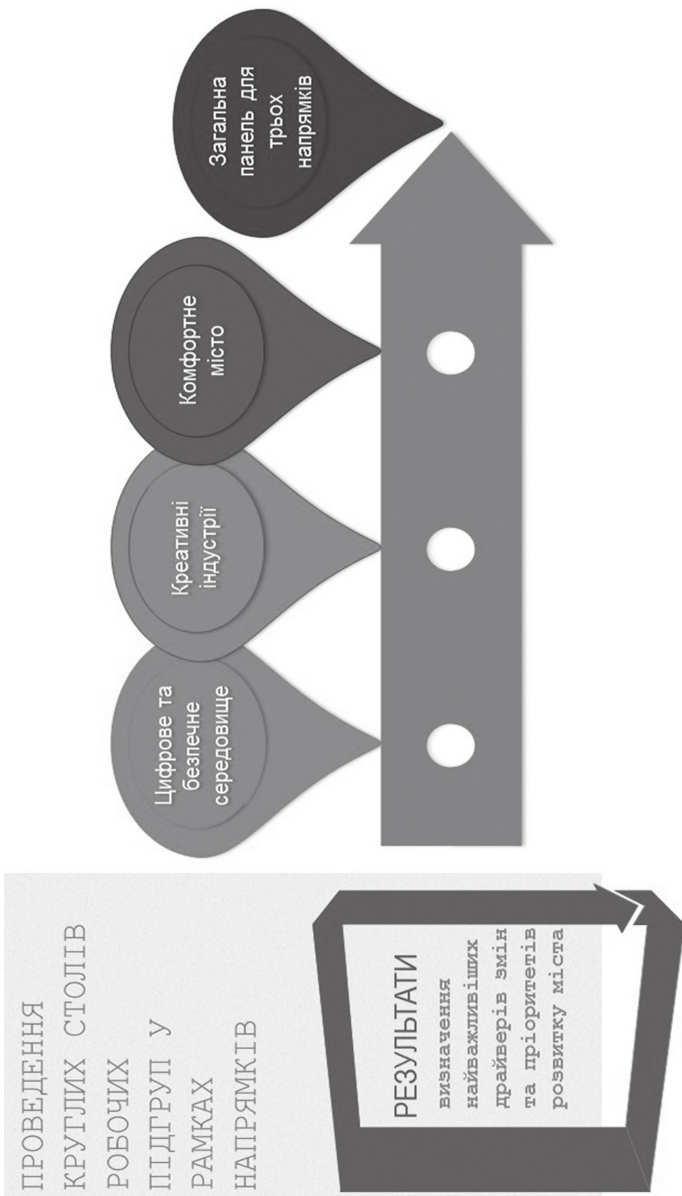 ПРОВЕДЕННЯ
КРУГЛИХ СТОЛІВ
РОБОЧИХ
ПІДГРУП У
РАМКАХ
НАПРЯМКІВ
РЕЗУЛЬТАТИ
визначення
найважливіших
драйверів змін
та пріоритетів
розвитку міста
Цифрове та
безпечне
середовище
Креативні
індустрії
Комфортне
місто
Загальна
панель для
трьох
напрямків